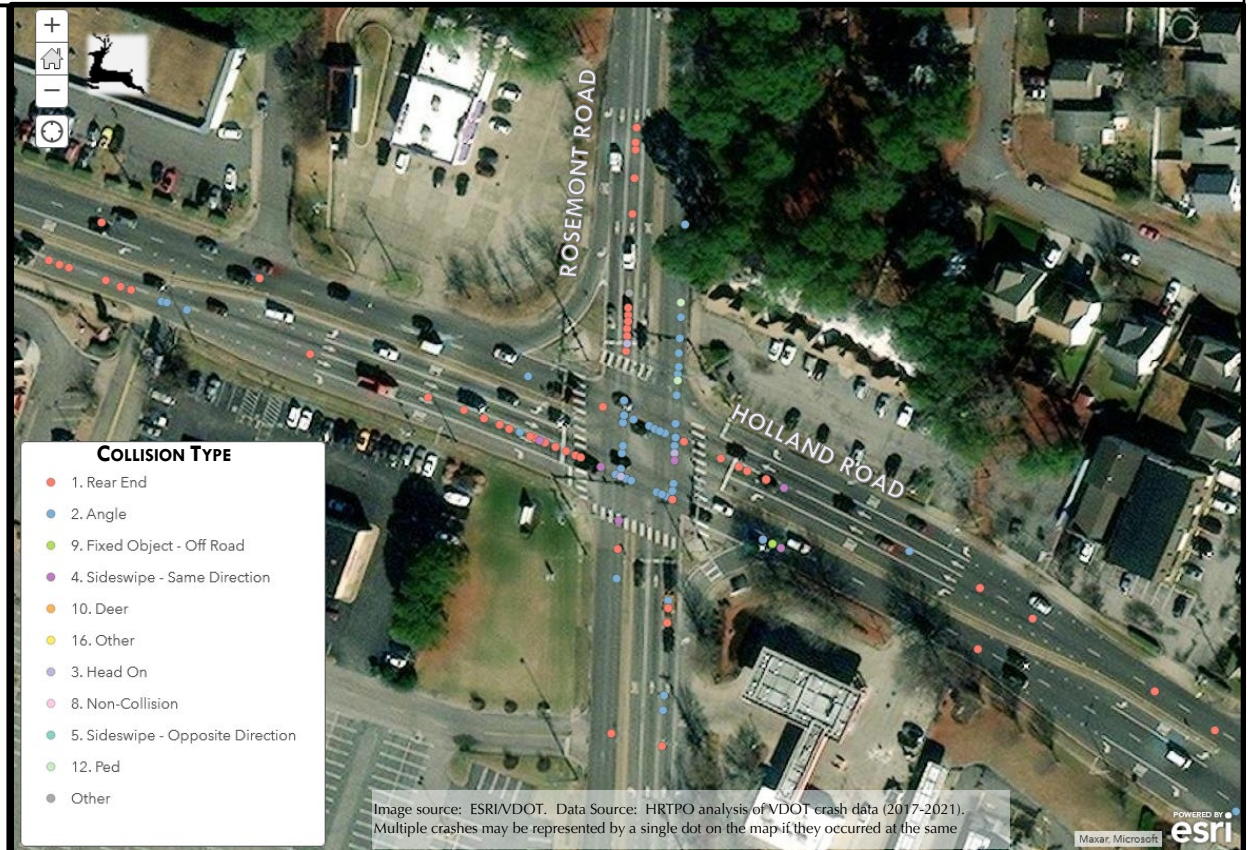 +
−
ROSEMONT ROAD
HOLLAND ROAD
COLLISION TYPE
1. Rear End
2. Angle
9. Fixed Object - Off Road
4. Sideswipe - Same Direction
10. Deer
16. Other
3. Head On
8. Non-Collision
5. Sideswipe - Opposite Direction
12. Ped
Other
Image source: ESRI/VDOT. Data Source: HRTPO analysis of VDOT crash data (2017-2021).
Multiple crashes may be represented by a single dot on the map if they occurred at the same
Maxar, Microsoft
POWERED BY
esri